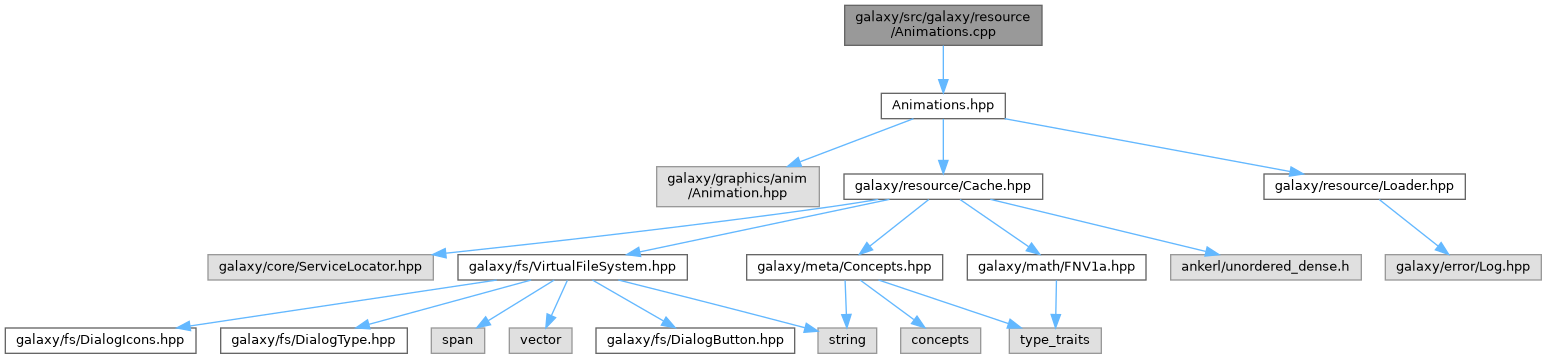 galaxy/src/galaxy/resource
/Animations.cpp
Animations.hpp
galaxy/graphics/anim
/Animation.hpp
galaxy/resource/Cache.hpp
galaxy/resource/Loader.hpp
galaxy/core/ServiceLocator.hpp
galaxy/fs/VirtualFileSystem.hpp
galaxy/meta/Concepts.hpp
galaxy/math/FNV1a.hpp
ankerl/unordered_dense.h
galaxy/error/Log.hpp
galaxy/fs/DialogIcons.hpp
galaxy/fs/DialogType.hpp
span
vector
galaxy/fs/DialogButton.hpp
string
concepts
type_traits